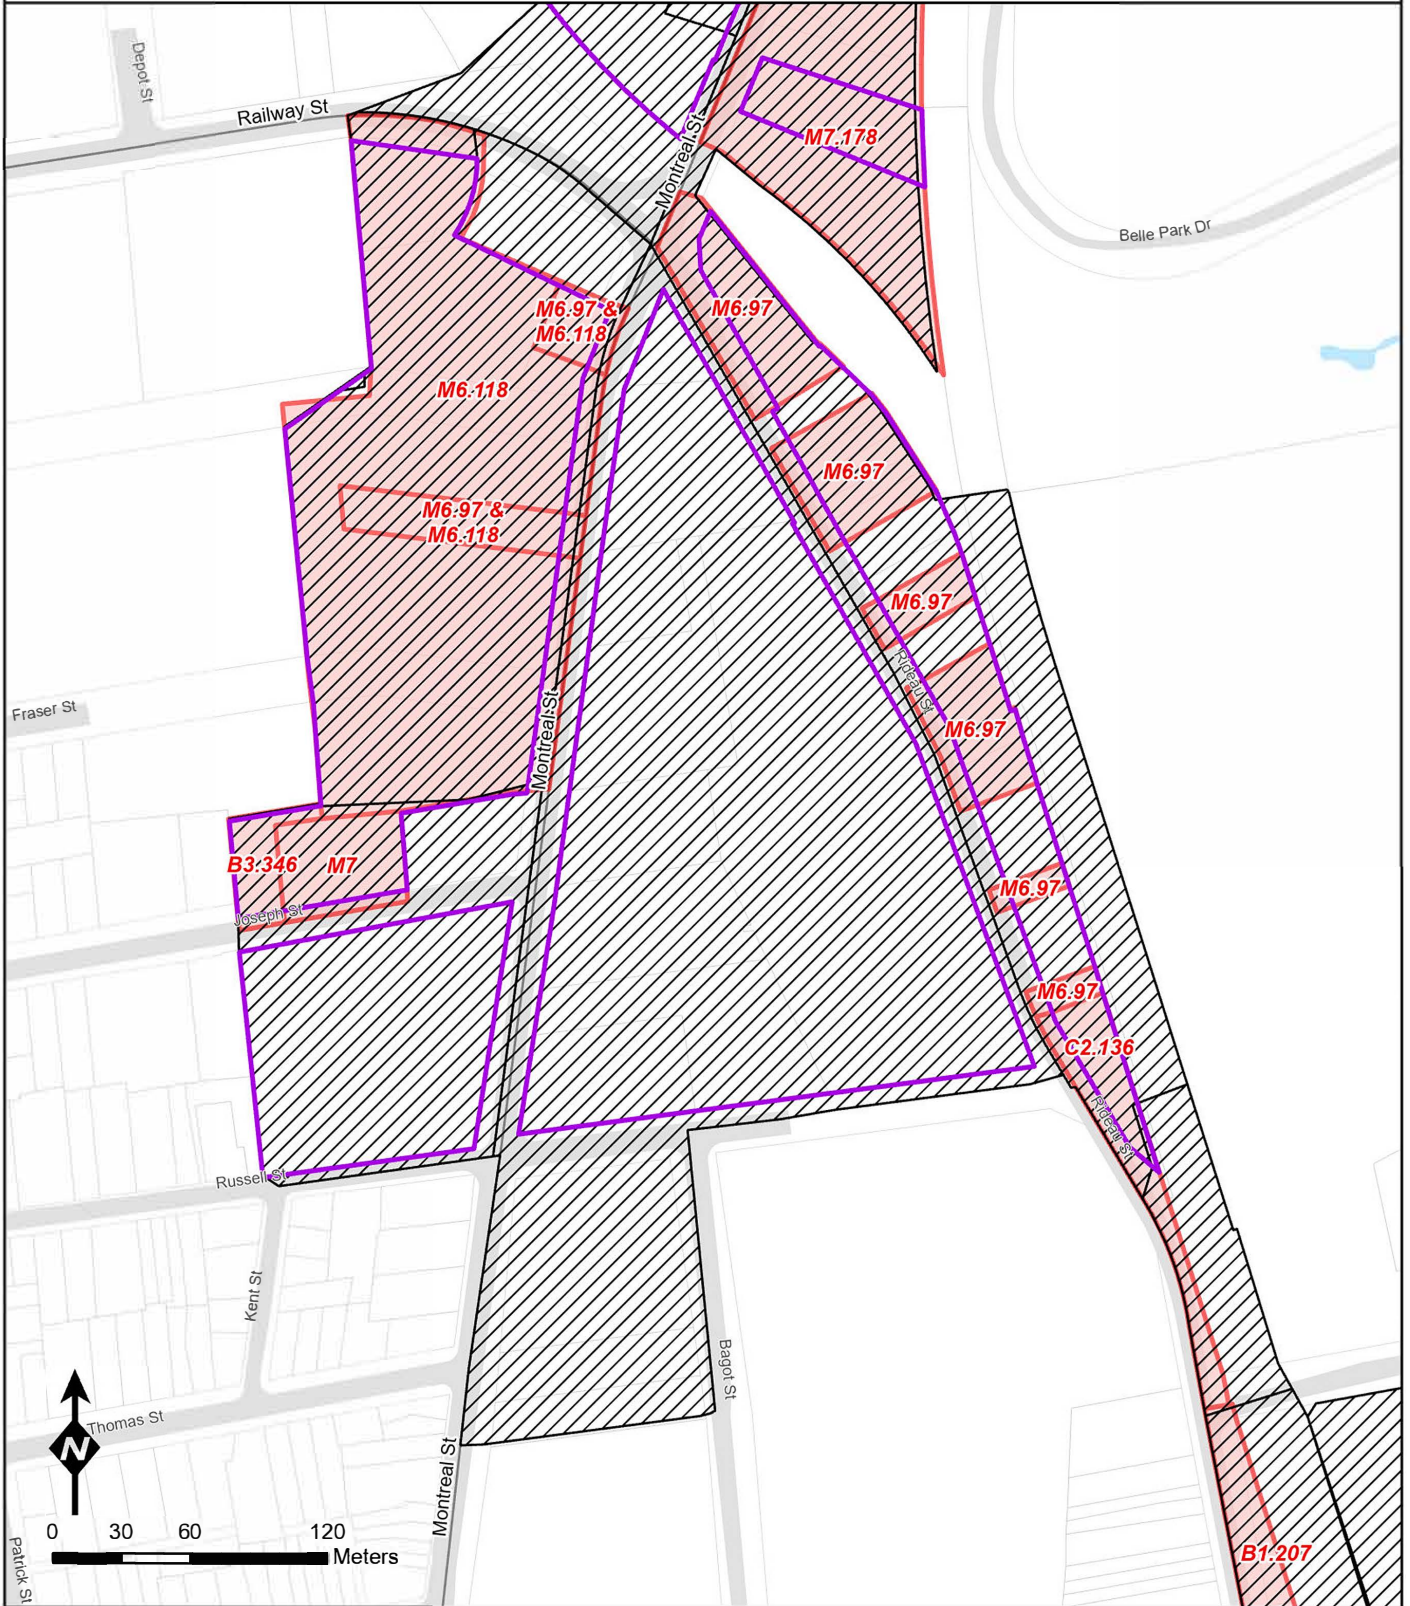 Depot St
Railway St
Montreal St
M7.178
Belle Park Dr
M6.97 &
M6.118
M6.97
M6.118
M6.97
M6.97 &
M6.118
M6.97
Rideau St
Fraser St
Montreal St
M6.97
B3.346
M7
M6.97
Joseph St
M6.97
C2.136
Rideau St
Russell St
Kent St
Bagot St
Thomas St
N
Montreal St
0 30 60 120
Meters
Patrick St
B1.207